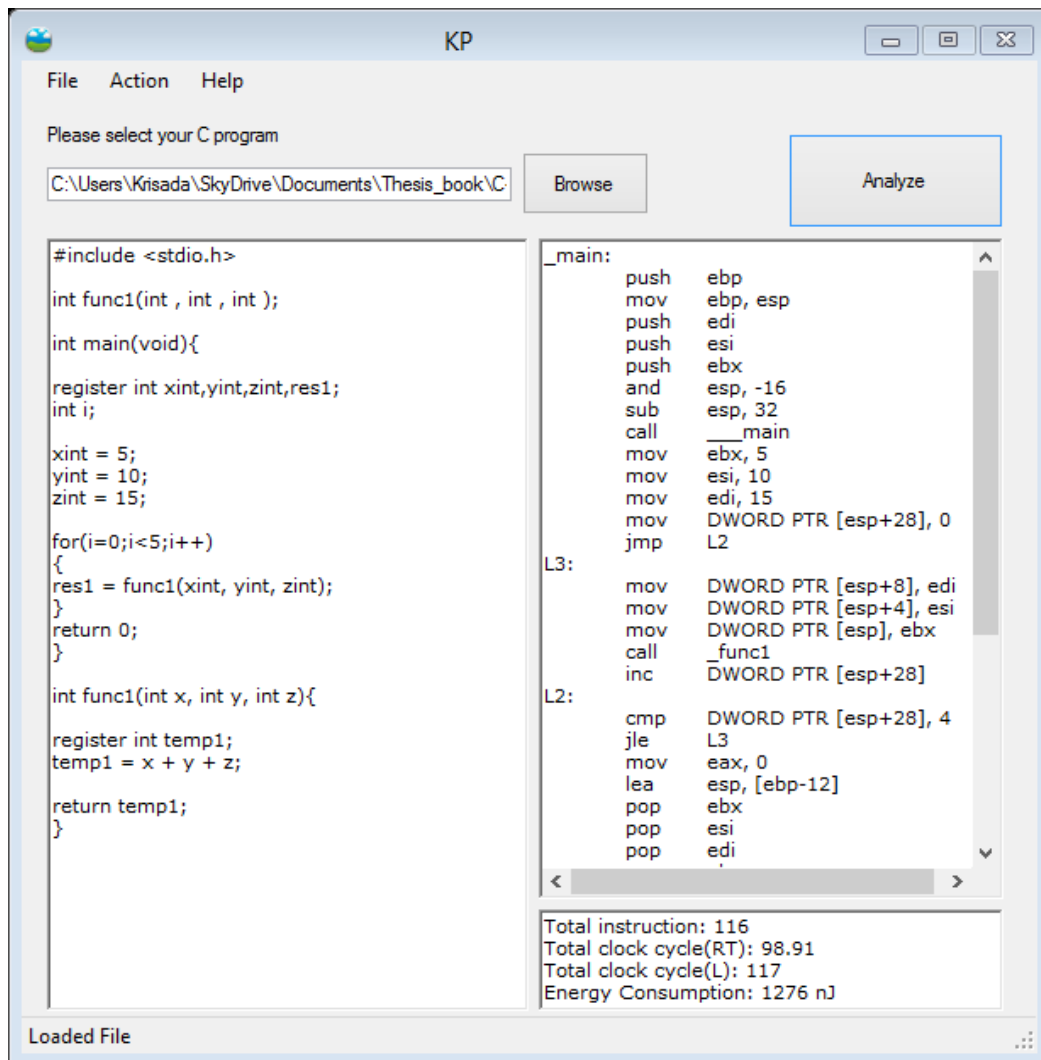 KP
File Action Help
Please select your C program
C:\Users\Krisada\SkyDrive\Documents\Thesis_book\C
Browse
Analyze
#include <stdio.h>
int func1(int , int , int );
int main(void){
register int xint,yint,zint,res1;
int i;
xint = 5;
yint = 10;
zint = 15;
for(i=0;i<5;i++)
{
res1 = func1(xint, yint, zint);
}
return 0;
}
int func1(int x, int y, int z){
register int temp1;
temp1 = x + y + z;
return temp1;
}
_main:
push ebp
mov ebp, esp
push edi
push esi
push ebx
and esp, -16
sub esp, 32
call ___main
mov ebx, 5
mov esi, 10
mov edi, 15
mov DWORD PTR [esp+28], 0
jmp L2
L3:
mov DWORD PTR [esp+8], edi
mov DWORD PTR [esp+4], esi
mov DWORD PTR [esp], ebx
call _func1
inc DWORD PTR [esp+28]
L2:
cmp DWORD PTR [esp+28], 4
jle L3
mov eax, 0
lea esp, [ebp-12]
pop ebx
pop esi
pop edi
Total instruction: 116
Total clock cycle(RT): 98.91
Total clock cycle(L): 117
Energy Consumption: 1276 nJ
Loaded File